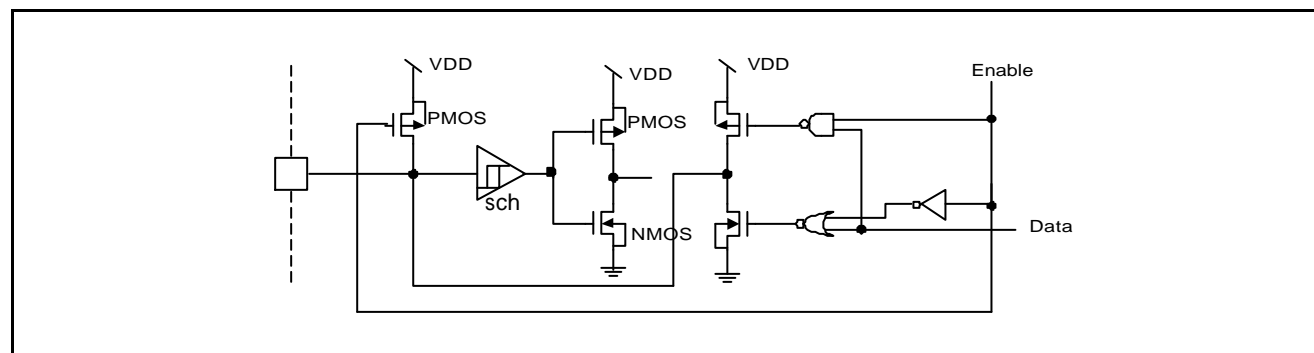 VDD
VDD
VDD
Enable
PMOS
PMOS
sch
NMOS
Data